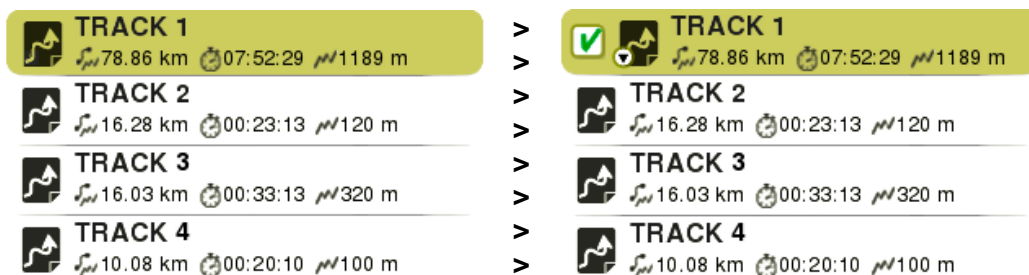 TRACK 1
78.86 km 07:52:29 1189 m
TRACK 2
16.28 km 00:23:13 120 m
TRACK 3
16.03 km 00:33:13 320 m
TRACK 4
10.08 km 00:20:10 100 m
>
>
>
>
>
>
>
>
TRACK 1
78.86 km 07:52:29 1189 m
TRACK 2
16.28 km 00:23:13 120 m
TRACK 3
16.03 km 00:33:13 320 m
TRACK 4
10.08 km 00:20:10 100 m